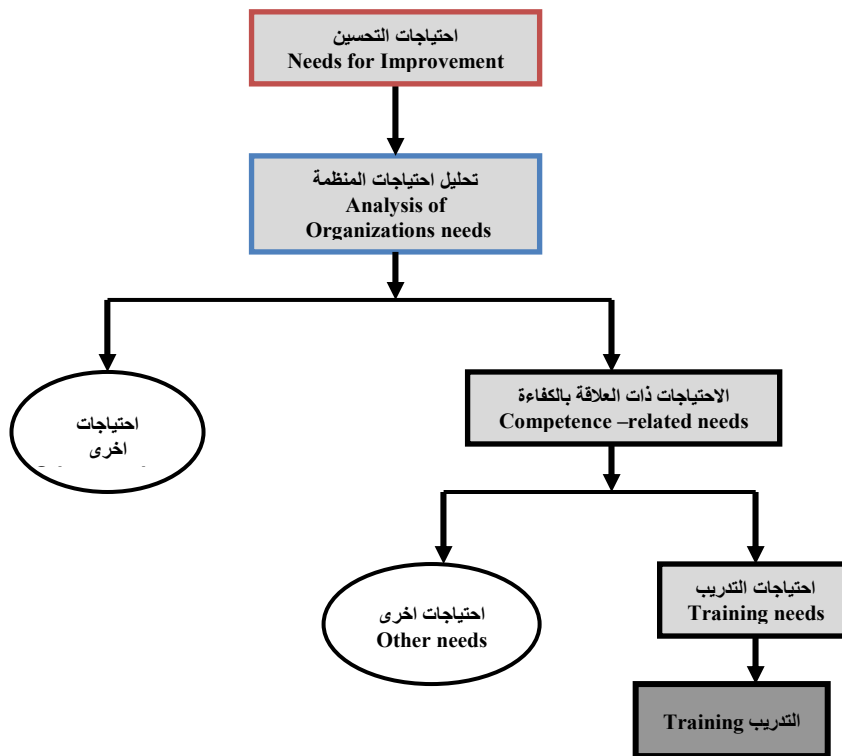 احتياجات التحسين
Needs for Improvement
تحليل احتياجات المنظمة
Analysis of
Organizations needs
احتياجات
اخرى
الاحتياجات ذات العلاقة بالكفاءة
Competence –related needs
احتياجات اخرى
Other needs
احتياجات التدريب
Training needs
التدريب Training